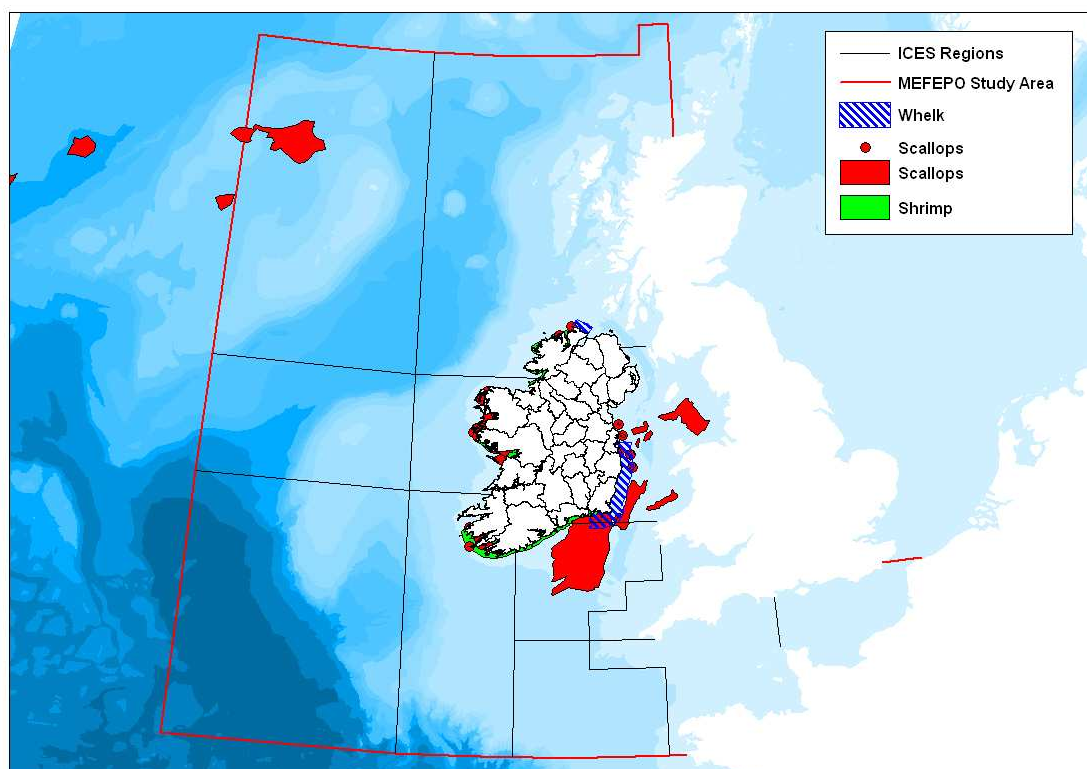 ICES Regions
MEFEPO Study Area
Whelk
Scallops
Scallops
Shrimp